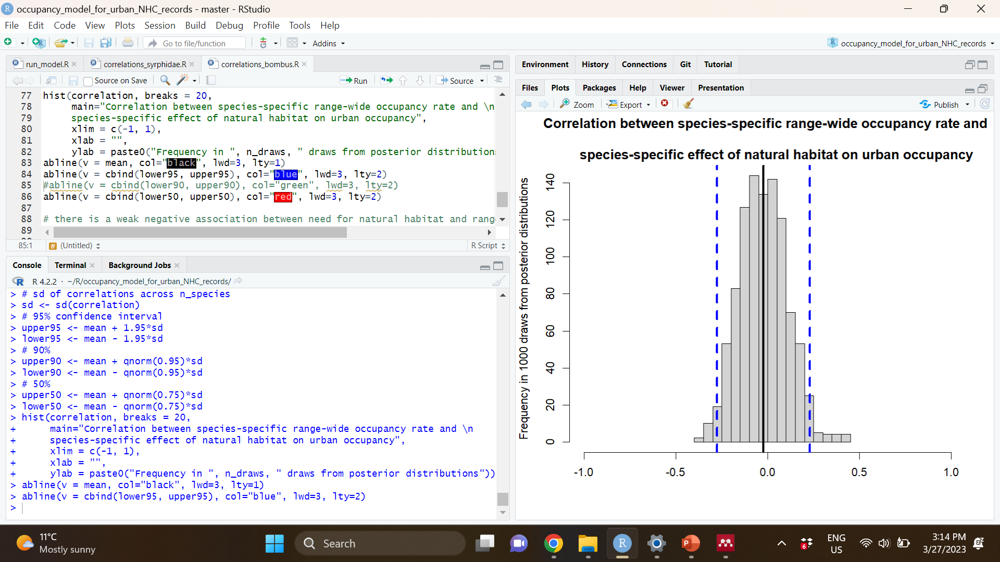 occupancy_model_for_urban_NHC_records - master - RStudio
File Edit Code View Plots Session Build Debug Profile Tools Help
Go to file/function
Addins
occupancy_model_for_urban_NHC_records
run_model.R
correlations_syrphidae.R
correlations_bombus.R
Source on Save
Run
Source
77 hist(correlation, breaks = 20,
78 main="Correlation between species-specific range-wide occupancy rate and \n
79 species-specific effect of natural habitat on urban occupancy",
80 xlim = c(-1, 1),
81 xlab = "",
82 ylab = paste0("Frequency in ", n_draws, " draws from posterior distribution
83 abline(v = mean, col="black", lwd=3, lty=1)
84 abline(v = cbind(lower95, upper95), col="blue", lwd=3, lty=2)
85 #abline(v = cbind(lower90, upper90), col="green", lwd=3, lty=2)
86 abline(v = cbind(lower50, upper50), col="red", lwd=3, lty=2)
87
88 # there is a weak negative association between need for natural habitat and rang
89
85:1
(Untitled)
R Script
Console Terminal Background Jobs
R 4.2.2 · ~/R/occupancy_model_for_urban_NHC_records/
> # sd of correlations across n_species
> sd <- sd(correlation)
> # 95% confidence interval
> upper95 <- mean + 1.95*sd
> lower95 <- mean - 1.95*sd
> # 90%
> upper90 <- mean + qnorm(0.95)*sd
> lower90 <- mean - qnorm(0.95)*sd
> # 50%
> upper50 <- mean + qnorm(0.75)*sd
> lower50 <- mean - qnorm(0.75)*sd
> hist(correlation, breaks = 20,
+ main="Correlation between species-specific range-wide occupancy rate and \n
+ species-specific effect of natural habitat on urban occupancy",
+ xlim = c(-1, 1),
+ xlab = "",
+ ylab = paste0("Frequency in ", n_draws, " draws from posterior distributions"))
> abline(v = mean, col="black", lwd=3, lty=1)
> abline(v = cbind(lower95, upper95), col="blue", lwd=3, lty=2)
>
Environment History Connections Git Tutorial
Files Plots Packages Help Viewer Presentation
Zoom Export Publish
Correlation between species-specific range-wide occupancy rate and
species-specific effect of natural habitat on urban occupancy
Frequency in 1000 draws from posterior distributions
140
120
100
80
60
40
20
0
-1.0 -0.5 0.0 0.5 1.0
11°C
Mostly sunny
Search
6
ENG
US
3:14 PM
3/27/2023